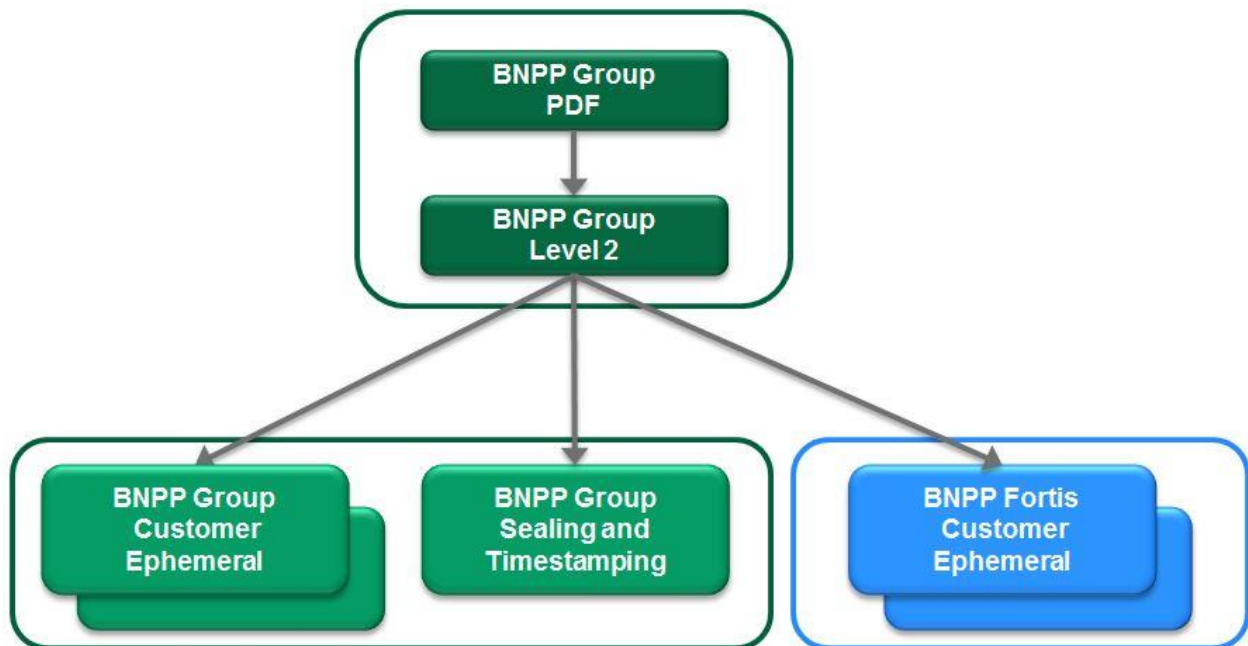 BNPP Group
PDF
BNPP Group
Level 2
BNPP Group
Customer
Ephemeral
BNPP Group
Sealing and
Timestamping
BNPP Fortis
Customer
Ephemeral